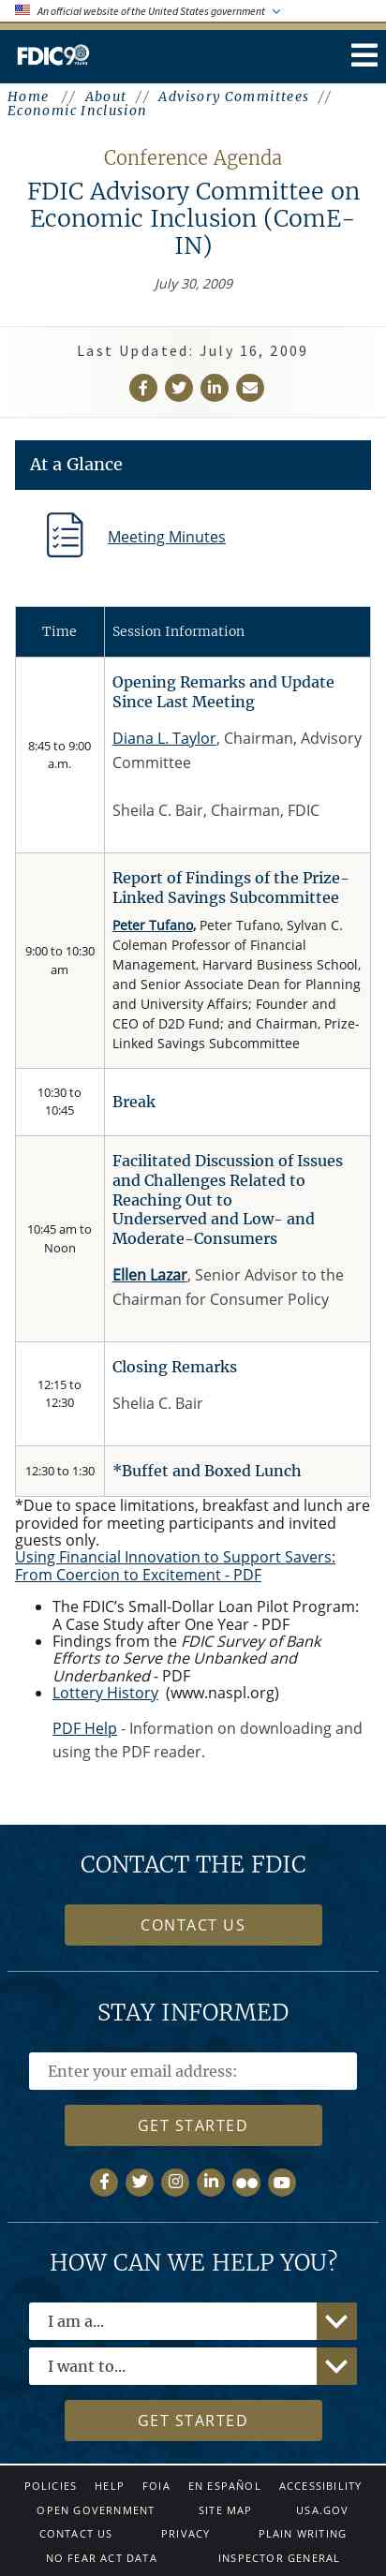 An official website of the United States government
FDIC 90
Home // About // Advisory Committees //
Economic Inclusion
Conference Agenda
FDIC Advisory Committee on
Economic Inclusion (ComE-
IN)
July 30, 2009
Last Updated: July 16, 2009
At a Glance
Meeting Minutes
Time
Session Information
8:45 to 9:00
a.m.
Opening Remarks and Update
Since Last Meeting
Diana L. Taylor, Chairman, Advisory
Committee
Sheila C. Bair, Chairman, FDIC
9:00 to 10:30
am
Report of Findings of the Prize-
Linked Savings Subcommittee
Peter Tufano, Peter Tufano, Sylvan C.
Coleman Professor of Financial
Management, Harvard Business School,
and Senior Associate Dean for Planning
and University Affairs; Founder and
CEO of D2D Fund; and Chairman, Prize-
Linked Savings Subcommittee
10:30 to
10:45
Break
10:45 am to
Noon
Facilitated Discussion of Issues
and Challenges Related to
Reaching Out to
Underserved and Low- and
Moderate-Consumers
Ellen Lazar, Senior Advisor to the
Chairman for Consumer Policy
12:15 to
12:30
Closing Remarks
Shelia C. Bair
12:30 to 1:30
*Buffet and Boxed Lunch
*Due to space limitations, breakfast and lunch are
provided for meeting participants and invited
guests only.
Using Financial Innovation to Support Savers:
From Coercion to Excitement - PDF
• The FDIC’s Small-Dollar Loan Pilot Program:
A Case Study after One Year - PDF
• Findings from the FDIC Survey of Bank
Efforts to Serve the Unbanked and
Underbanked - PDF
• Lottery History (www.naspl.org)
PDF Help - Information on downloading and
using the PDF reader.
CONTACT THE FDIC
CONTACT US
STAY INFORMED
Enter your email address:
GET STARTED
HOW CAN WE HELP YOU?
I am a...
I want to...
GET STARTED
POLICIES HELP FOIA EN ESPAÑOL ACCESSIBILITY
OPEN GOVERNMENT SITE MAP USA.GOV
CONTACT US PRIVACY PLAIN WRITING
NO FEAR ACT DATA INSPECTOR GENERAL